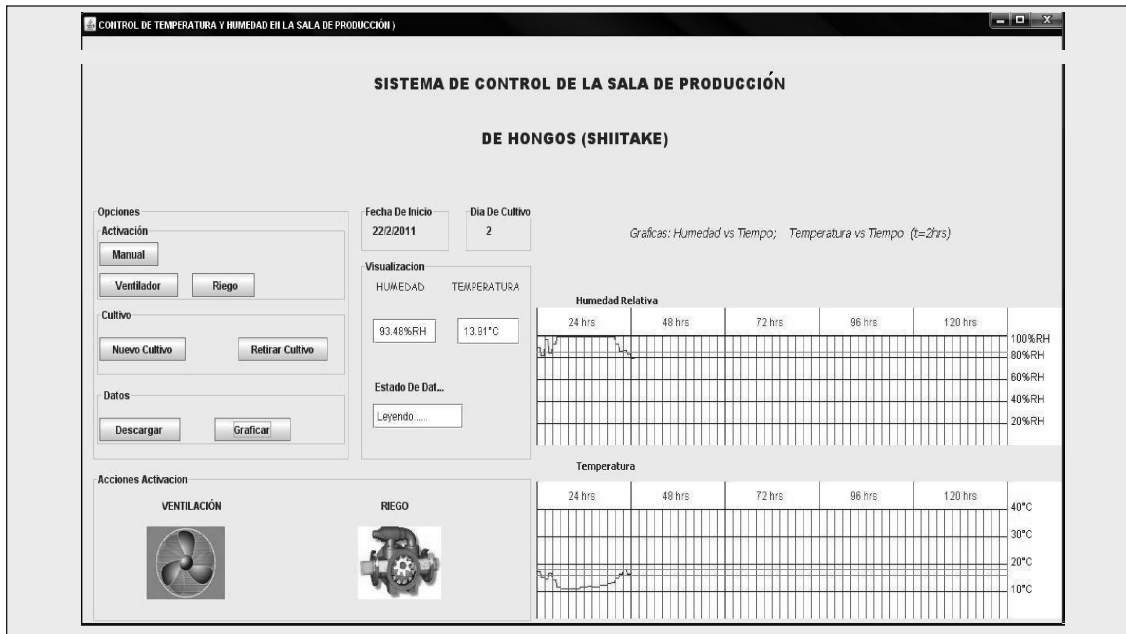 CONTROL DE TEMPERATURA Y HUMEDAD EN LA SALA DE PRODUCCIÓN )
SISTEMA DE CONTROL DE LA SALA DE PRODUCCIÓN
DE HONGOS (SHIITAKE)
Opciones
Activación
Manual
Ventilador Riego
Cultivo
Nuevo Cultivo Retirar Cultivo
Datos
Descargar Graficar
Fecha De Inicio Dia De Cultivo
22/2/2011 2
Visualizacion
HUMEDAD TEMPERATURA
93.48%RH 13.91°C
Estado De Dat...
Leyendo......
Graficas: Humedad vs Tiempo; Temperatura vs Tiempo (t=2hrs)
Humedad Relativa
24 hrs 48 hrs 72 hrs 96 hrs 120 hrs
100%RH
80%RH
60%RH
40%RH
20%RH
Temperatura
24 hrs 48 hrs 72 hrs 96 hrs 120 hrs
40°C
30°C
20°C
10°C
Acciones Activacion
VENTILACIÓN RIEGO